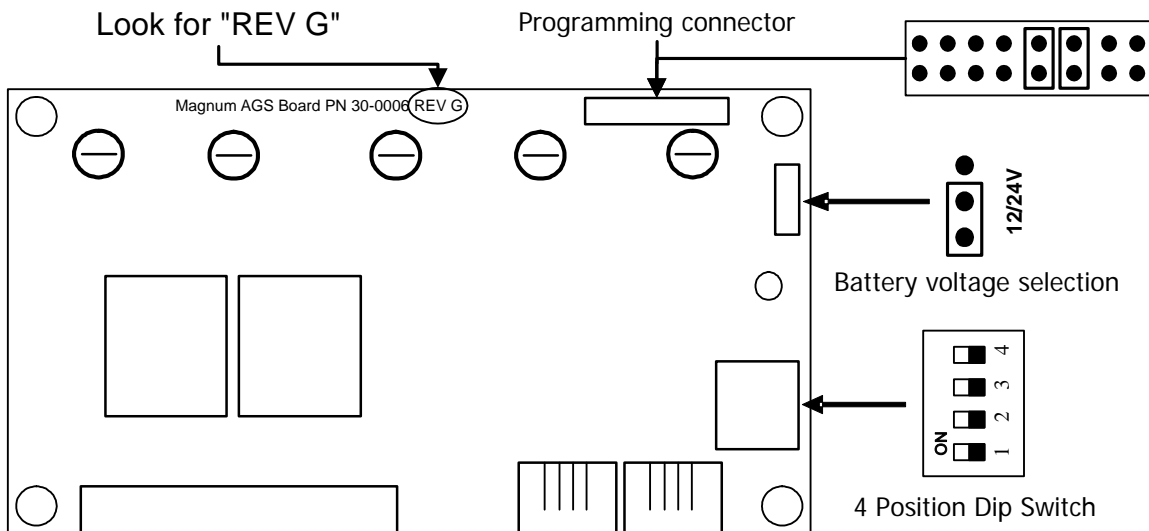 Look for "REV G"
Programming connector
Magnum AGS Board PN 30-0006 REV G
12/24V
Battery voltage selection
4
3
2
1
ON
4 Position Dip Switch